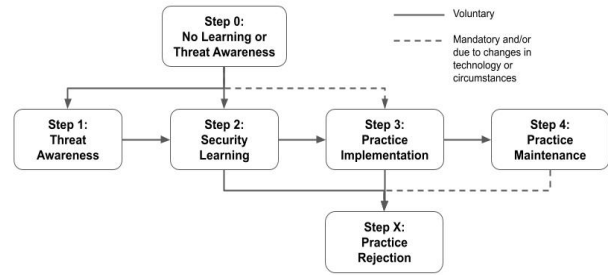 Step 0:
No Learning or
Threat Awareness
Voluntary
Mandatory and/or
due to changes in
technology or
circumstances
Step 1:
Threat
Awareness
Step 2:
Security
Learning
Step 3:
Practice
Implementation
Step 4:
Practice
Maintenance
Step X:
Practice
Rejection